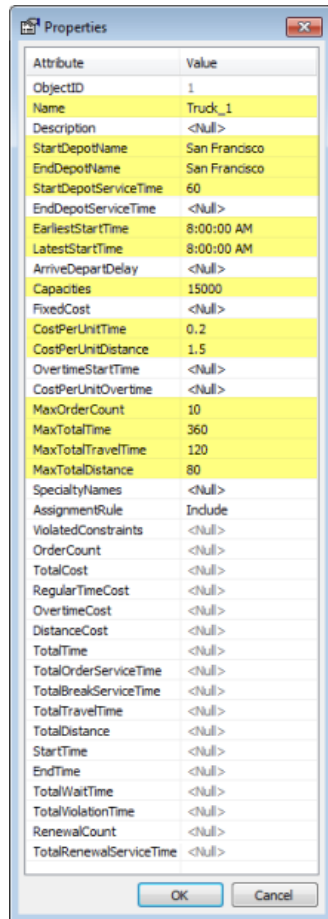 Properties
Attribute Value
ObjectID 1
Name Truck_1
Description <Null>
StartDepotName San Francisco
EndDepotName San Francisco
StartDepotServiceTime 60
EndDepotServiceTime <Null>
EarliestStartTime 8:00:00 AM
LatestStartTime 8:00:00 AM
ArriveDepartDelay <Null>
Capacities 15000
FixedCost <Null>
CostPerUnitTime 0.2
CostPerUnitDistance 1.5
OvertimeStartTime <Null>
CostPerUnitOvertime <Null>
MaxOrderCount 10
MaxTotalTime 360
MaxTotalTravelTime 120
MaxTotalDistance 80
SpecialtyNames <Null>
AssignmentRule Include
ViolatedConstraints <Null>
OrderCount <Null>
TotalCost <Null>
RegularTimeCost <Null>
OvertimeCost <Null>
DistanceCost <Null>
TotalTime <Null>
TotalOrderServiceTime <Null>
TotalBreakServiceTime <Null>
TotalTravelTime <Null>
TotalDistance <Null>
StartTime <Null>
EndTime <Null>
TotalWaitTime <Null>
TotalViolationTime <Null>
RenewalCount <Null>
TotalRenewalServiceTime <Null>
OK Cancel